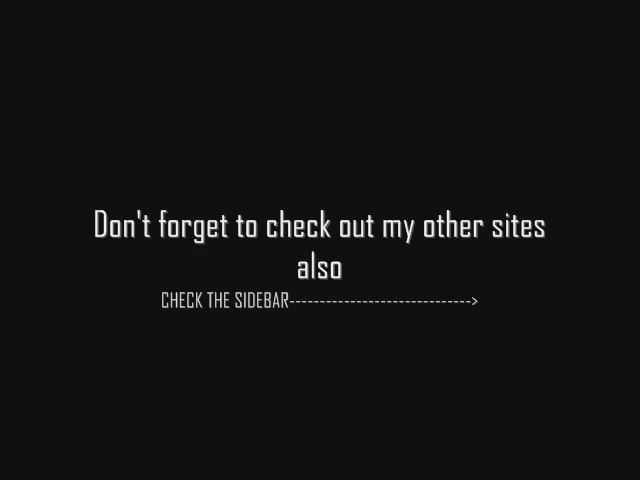 Don't forget to check out my other sites
also
CHECK THE SIDEBAR------------------------------>